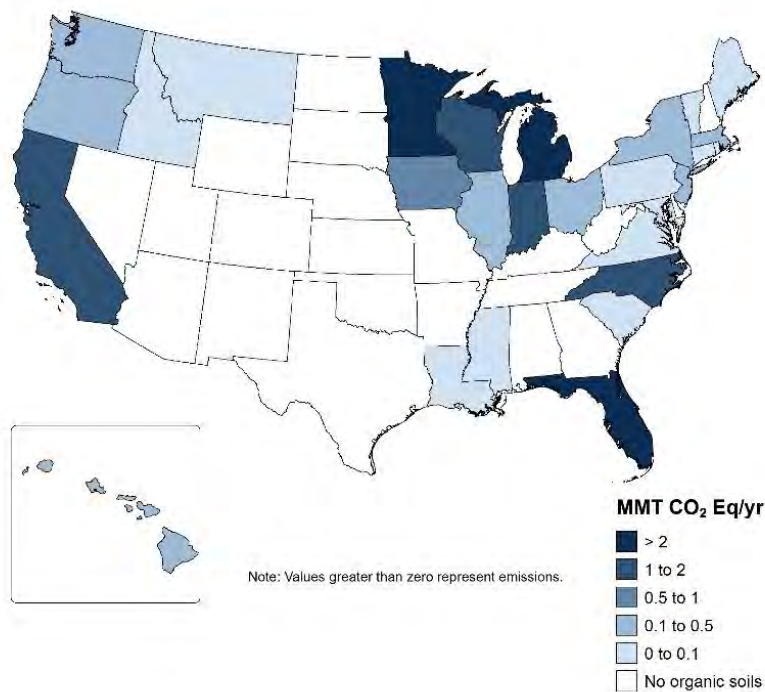 Note: Values greater than zero represent emissions.
MMT CO₂ Eq/yr
> 2
1 to 2
0.5 to 1
0.1 to 0.5
0 to 0.1
No organic soils